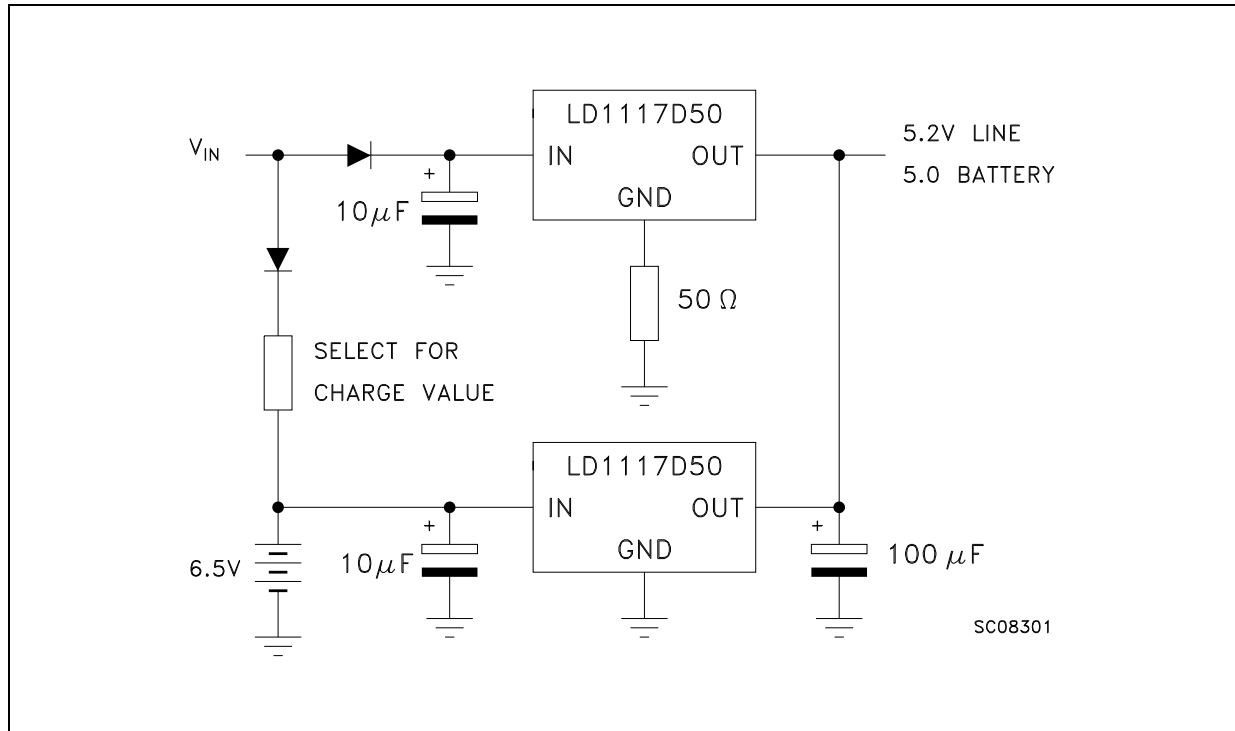 LD1117D50
V_IN
IN OUT
GND
5.2V LINE
5.0 BATTERY
+
10μF
50 Ω
SELECT FOR
CHARGE VALUE
LD1117D50
IN OUT
GND
6.5V
+
10μF
+
100 μF
SC08301